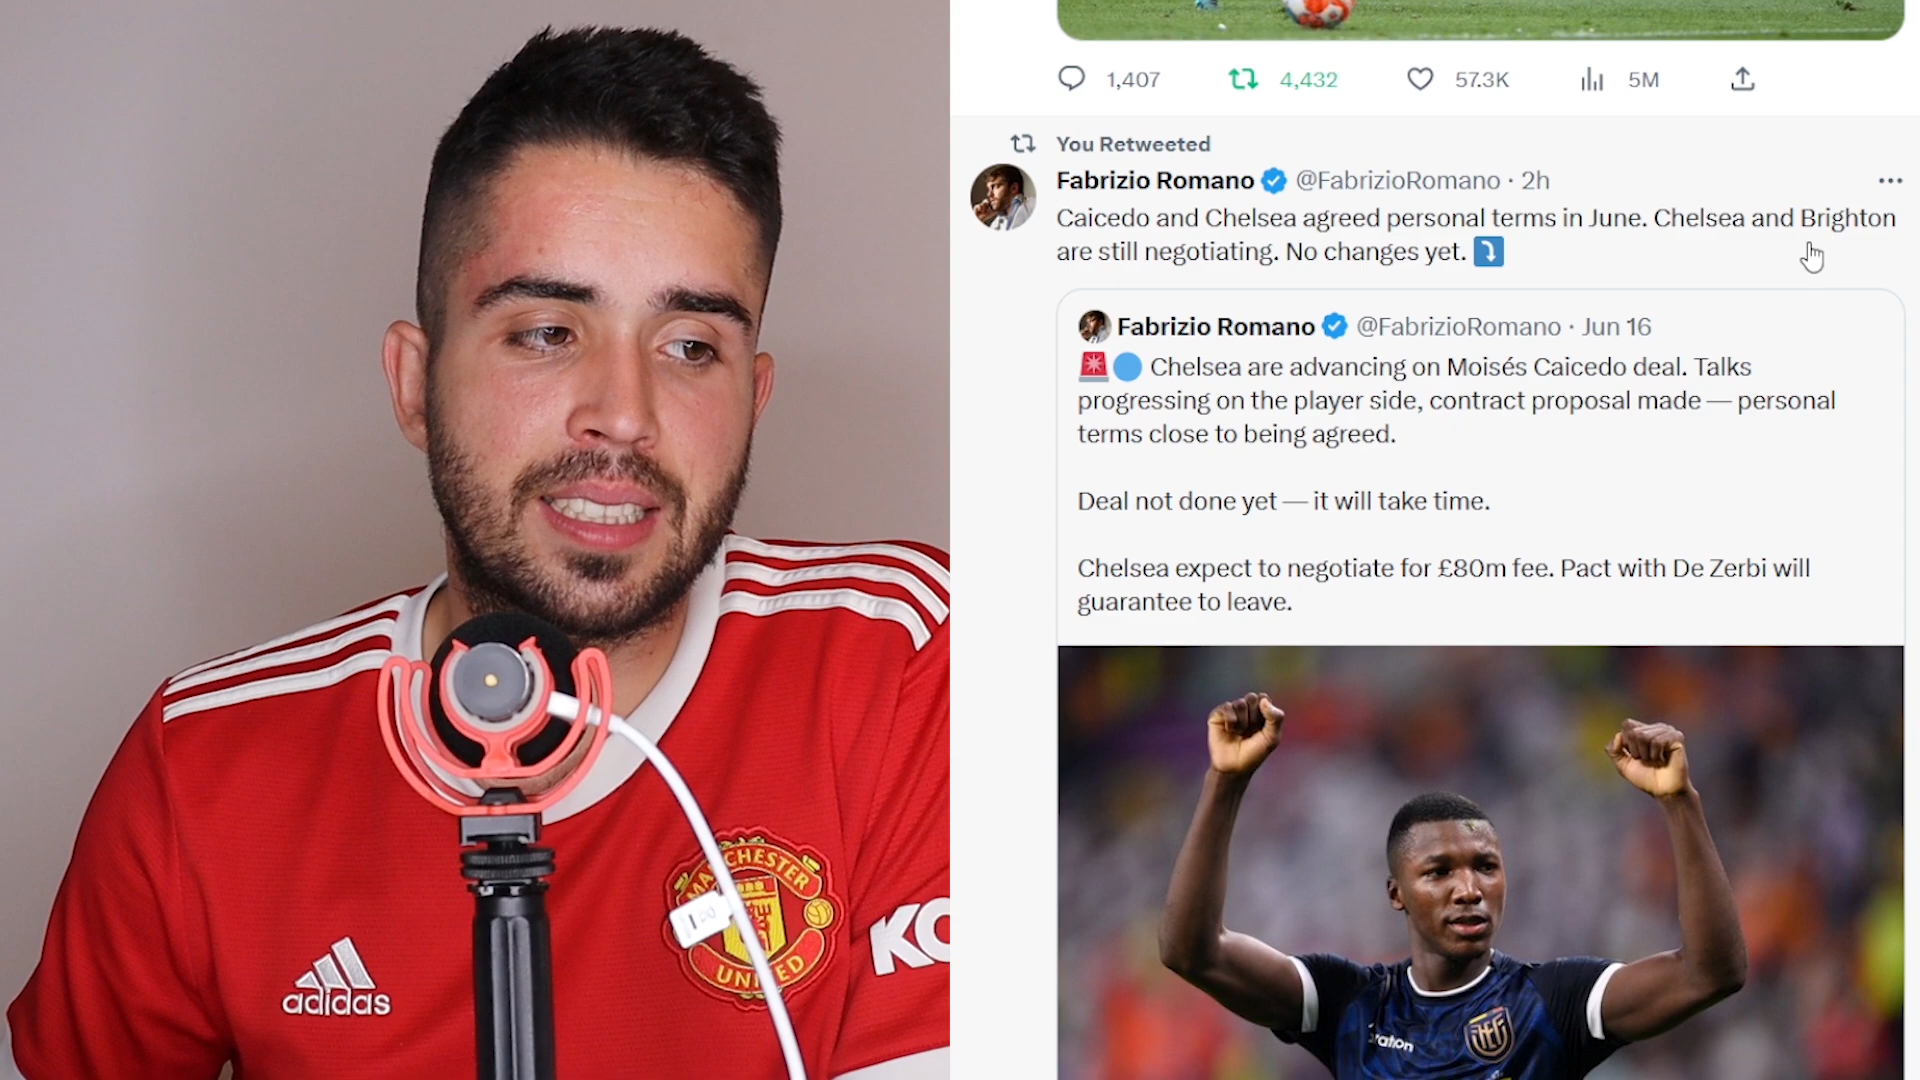 1,407 4,432 57.3K 5M
You Retweeted
Fabrizio Romano @FabrizioRomano · 2h
Caicedo and Chelsea agreed personal terms in June. Chelsea and Brighton
are still negotiating. No changes yet.
Fabrizio Romano @FabrizioRomano · Jun 16
Chelsea are advancing on Moisés Caicedo deal. Talks
progressing on the player side, contract proposal made — personal
terms close to being agreed.
Deal not done yet — it will take time.
Chelsea expect to negotiate for £80m fee. Pact with De Zerbi will
guarantee to leave.
MANCHESTER
UNITED
adidas
KO